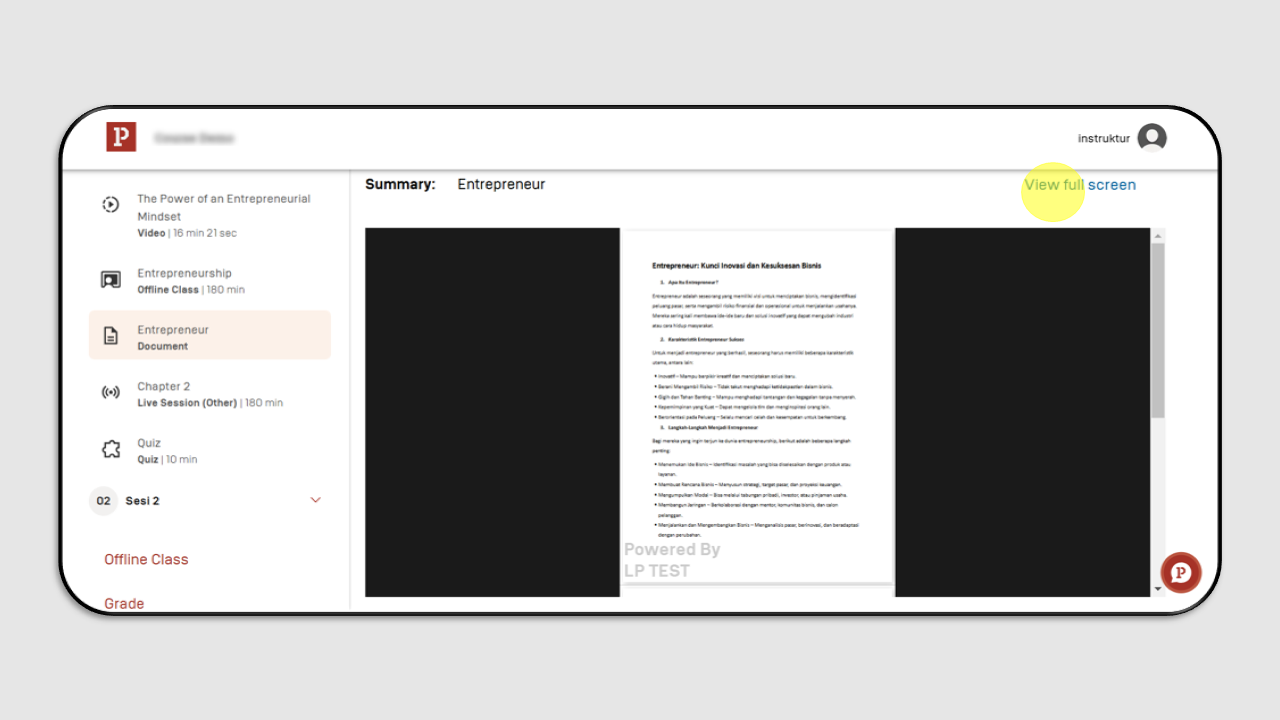 P
instruktur
The Power of an Entrepreneurial
Mindset
Video | 16 min 21 sec
Entrepreneurship
Offline Class | 180 min
Entrepreneur
Document
Chapter 2
Live Session (Other) | 180 min
Quiz
Quiz | 10 min
02 Sesi 2
Offline Class
Grade
Summary: Entrepreneur
View full screen
Entrepreneur: Kunci Inovasi dan Kesuksesan Bisnis
1. Apa itu Entrepreneur?
Entrepreneur adalah seseorang yang memiliki visi untuk menciptakan bisnis, mengidentifikasi
peluang pasar, serta mengambil risiko finansial dan operasional untuk menjalankan usahanya.
Mereka sering kali membawa ide-ide baru dan solusi inovatif yang dapat mengubah industri
atau cara hidup masyarakat.
2. Karakteristik Entrepreneur Sukses
Untuk menjadi entrepreneur yang berhasil, seseorang harus memiliki beberapa karakteristik
utama, antara lain:
• Inovatif – Mampu berpikir kreatif dan menciptakan solusi baru.
• Berani Mengambil Risiko – Tidak takut menghadapi ketidakpastian dalam bisnis.
• Gigih dan Tahan Banting – Mampu menghadapi tantangan dan kegagalan tanpa menyerah.
• Kepemimpinan yang Kuat – Dapat mengelola tim dan menginspirasi orang lain.
• Berorientasi pada Peluang – Selalu mencari celah dan kesempatan untuk berkembang.
3. Langkah-Langkah Menjadi Entrepreneur
Bagi mereka yang ingin terjun ke dunia entrepreneurship, berikut adalah beberapa langkah
penting:
• Menemukan Ide Bisnis – Identifikasi masalah yang bisa diselesaikan dengan produk atau
layanan.
• Membuat Rencana Bisnis – Menyusun strategi, target pasar, dan proyeksi keuangan.
• Mengumpulkan Modal – Bisa melalui tabungan pribadi, investor, atau pinjaman usaha.
• Membangun Jaringan – Berkolaborasi dengan mentor, komunitas bisnis, dan calon
pelanggan.
• Menjalankan dan Mengembangkan Bisnis – Menganalisis pasar, berinovasi, dan beradaptasi
dengan perubahan.
Powered By
LP TEST
P